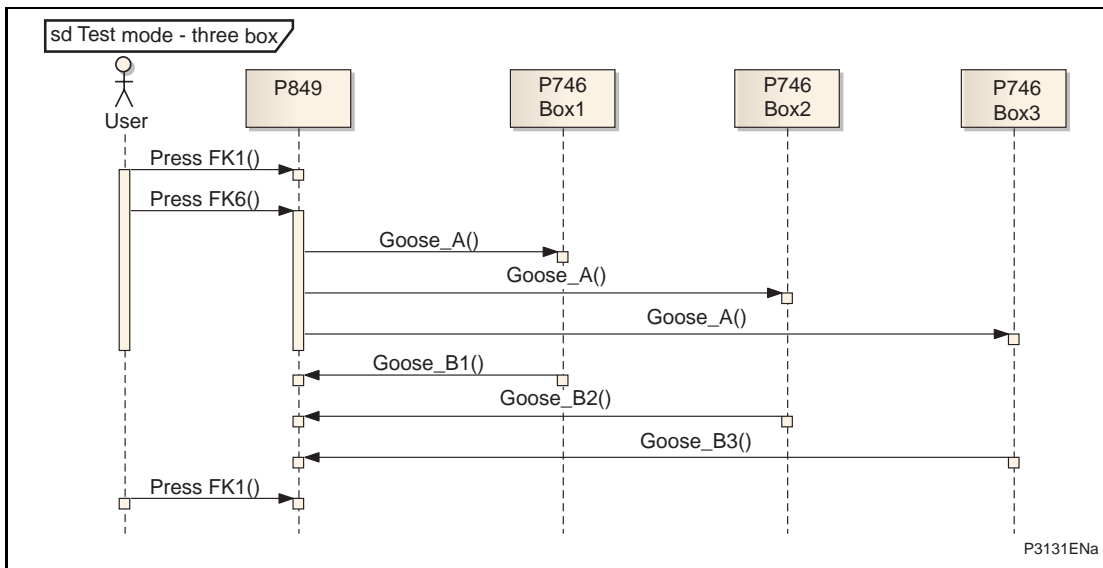 sd Test mode - three box
User
P849
P746
Box1
P746
Box2
P746
Box3
Press FK1()
Press FK6()
Goose_A()
Goose_A()
Goose_A()
Goose_B1()
Goose_B2()
Goose_B3()
Press FK1()
P3131ENa